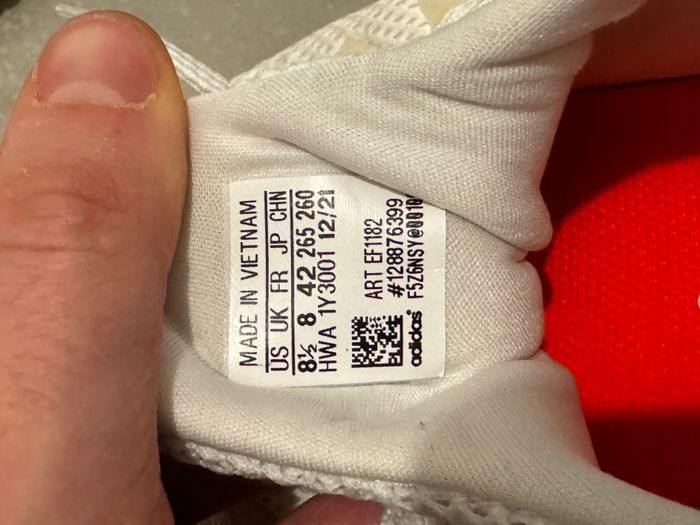 MADE IN VIETNAM
US UK FR JP CHN
8½ 8 42 265 260
HWA 1Y3001 12/21
ART EF1182
#128876399
adidas®